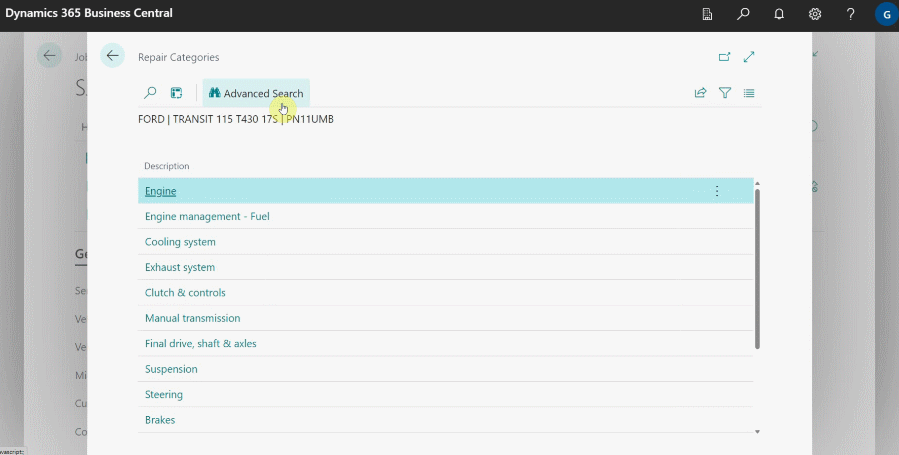 Dynamics 365 Business Central
G
Repair Categories
Advanced Search
FORD | TRANSIT 115 T430 17S | PN11UMB
Description
Engine
Engine management - Fuel
Cooling system
Exhaust system
Clutch & controls
Manual transmission
Final drive, shaft & axles
Suspension
Steering
Brakes